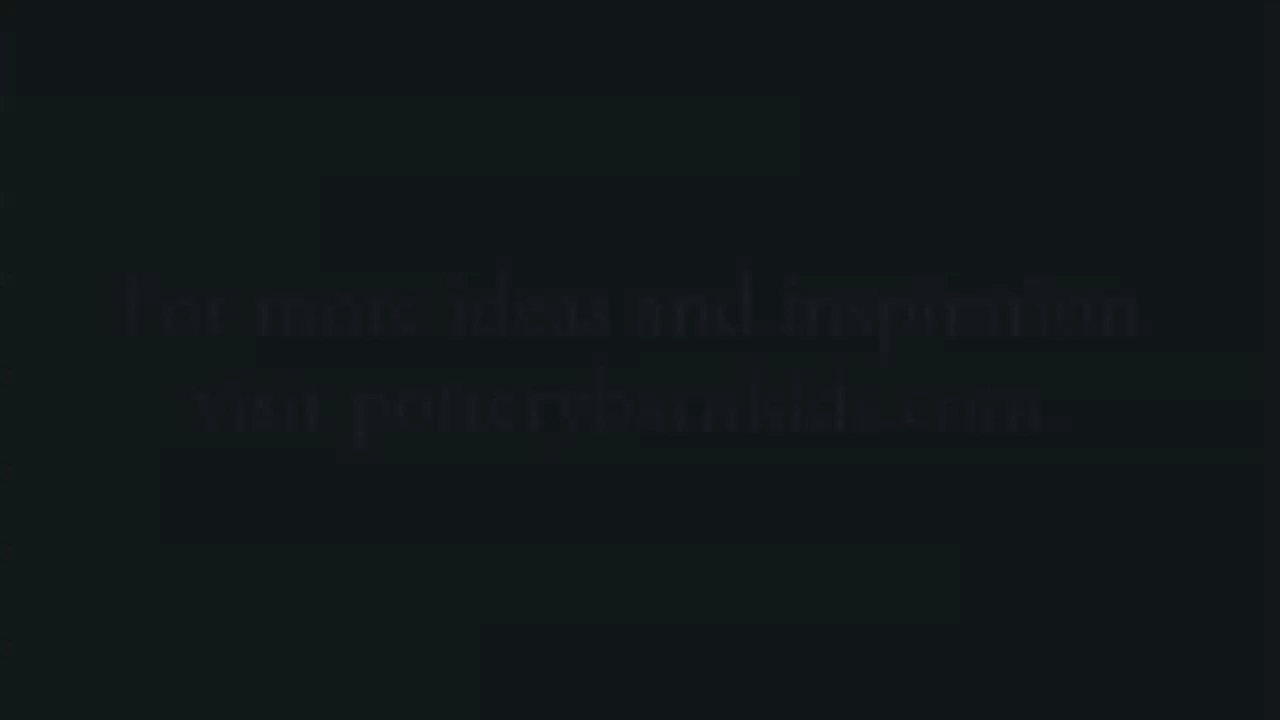 For more ideas and inspiration,
visit potterybarnkids.com.